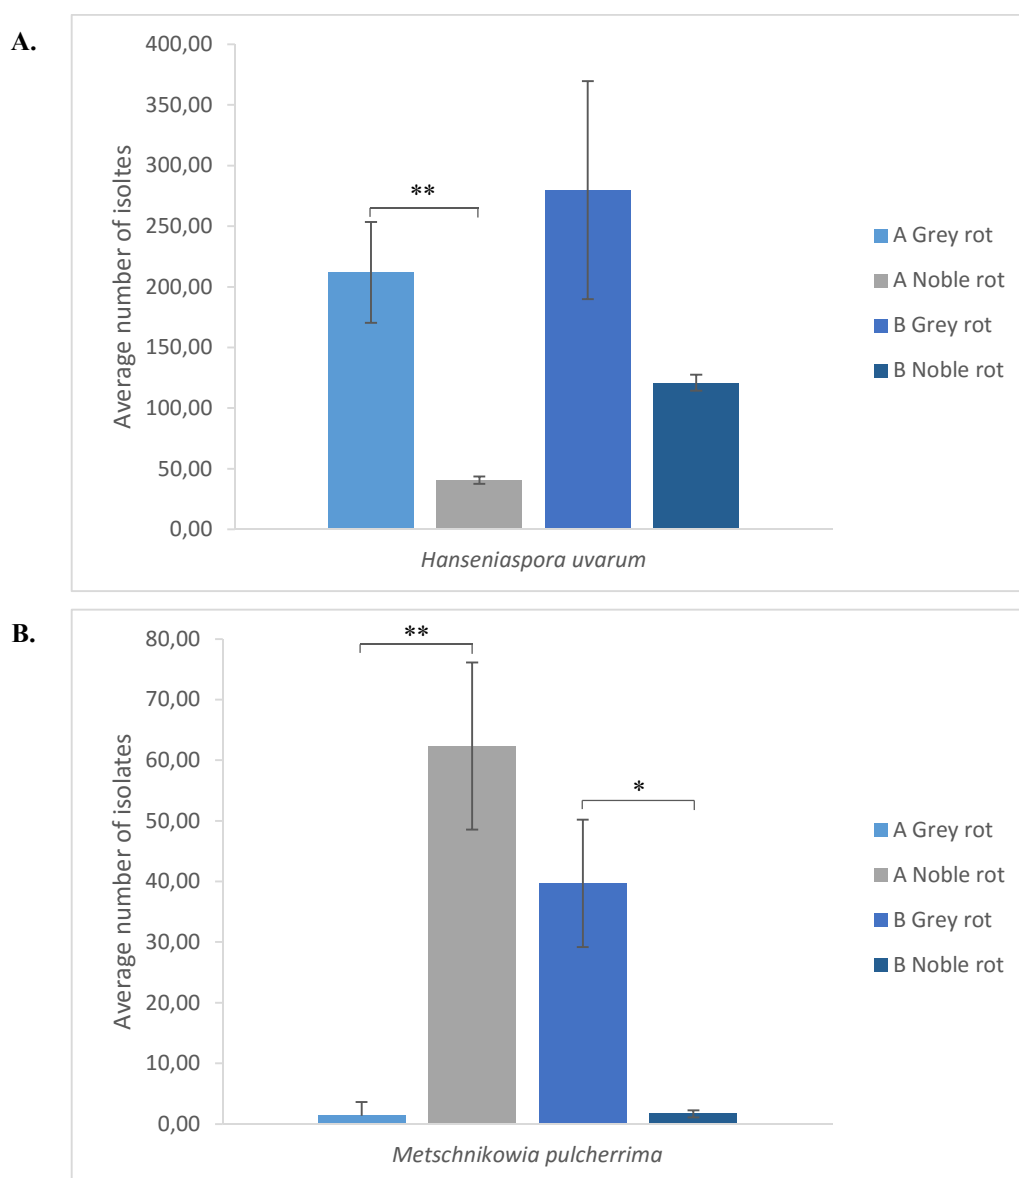 A.
400,00
350,00
300,00
250,00
200,00
150,00
100,00
50,00
0,00
Average number of isoltes
**
Hanseniaspora uvarum
A Grey rot
A Noble rot
B Grey rot
B Noble rot
B.
80,00
70,00
60,00
50,00
40,00
30,00
20,00
10,00
0,00
Average number of isolates
**
*
Metschnikowia pulcherrima
A Grey rot
A Noble rot
B Grey rot
B Noble rot